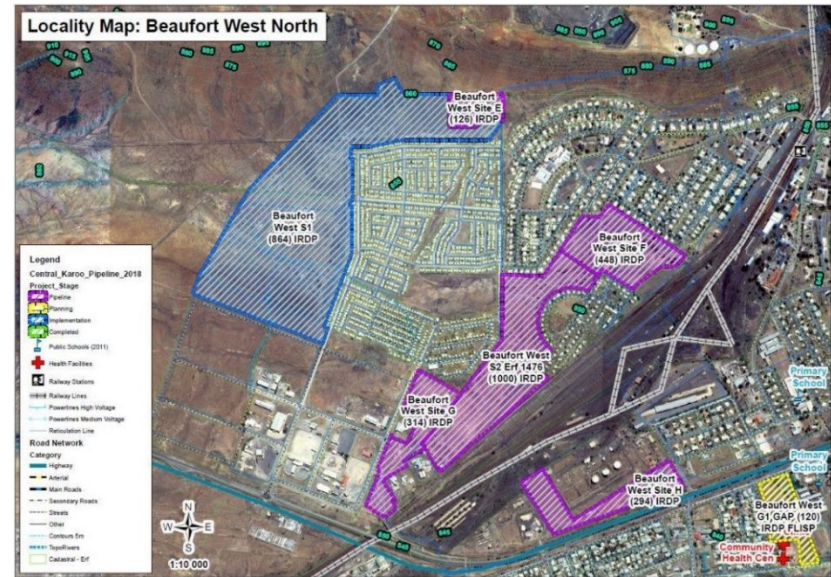 Locality Map: Beaufort West North
Beaufort
West Site E
(126) IRDP
Beaufort
West S1
(864) IRDP
Beaufort
West Site F
(448) IRDP
Beaufort West
S2 Erf 1476
(1000) IRDP
Beaufort
West Site G
(314) IRDP
Beaufort
West Site H
(294) IRDP
Primary
School
Primary
School
Beaufort West
G1 GAP (120)
IRDP FLISP
Community
Health Cen
Legend
Central_Karoo_Pipeline_2018
Project_Stage
Pipeline
Planning
Implementation
Completed
Public Schools (2011)
Health Facilities
Railway Stations
Railway Lines
Powerlines High Voltage
Powerlines Medium Voltage
Reticulation Line
Road Network
Category
Highway
Arterial
Main Roads
Secondary Roads
Streets
Other
Contours 5m
TopoRivers
Cadastral - Erf
N
W E
S
1:10 000